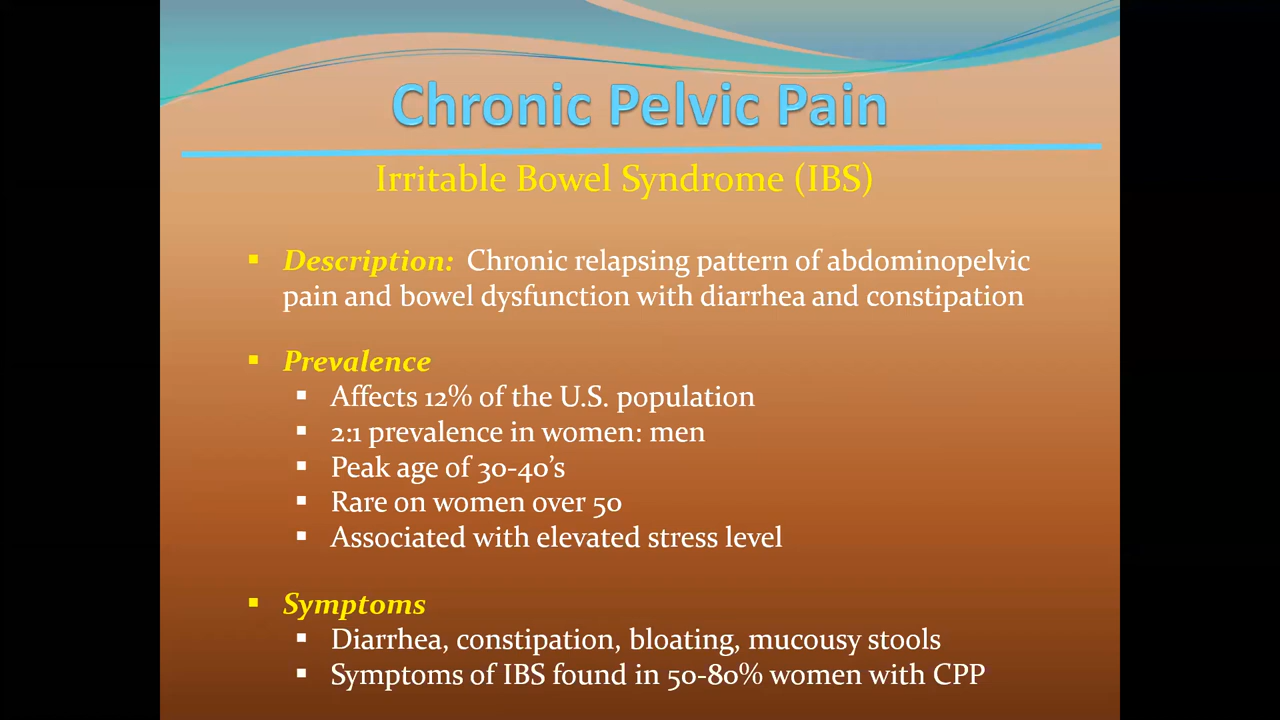 Chronic Pelvic Pain
Irritable Bowel Syndrome (IBS)
▪ Description: Chronic relapsing pattern of abdominopelvic
pain and bowel dysfunction with diarrhea and constipation
▪ Prevalence
▪ Affects 12% of the U.S. population
▪ 2:1 prevalence in women: men
▪ Peak age of 30-40’s
▪ Rare on women over 50
▪ Associated with elevated stress level
▪ Symptoms
▪ Diarrhea, constipation, bloating, mucousy stools
▪ Symptoms of IBS found in 50-80% women with CPP